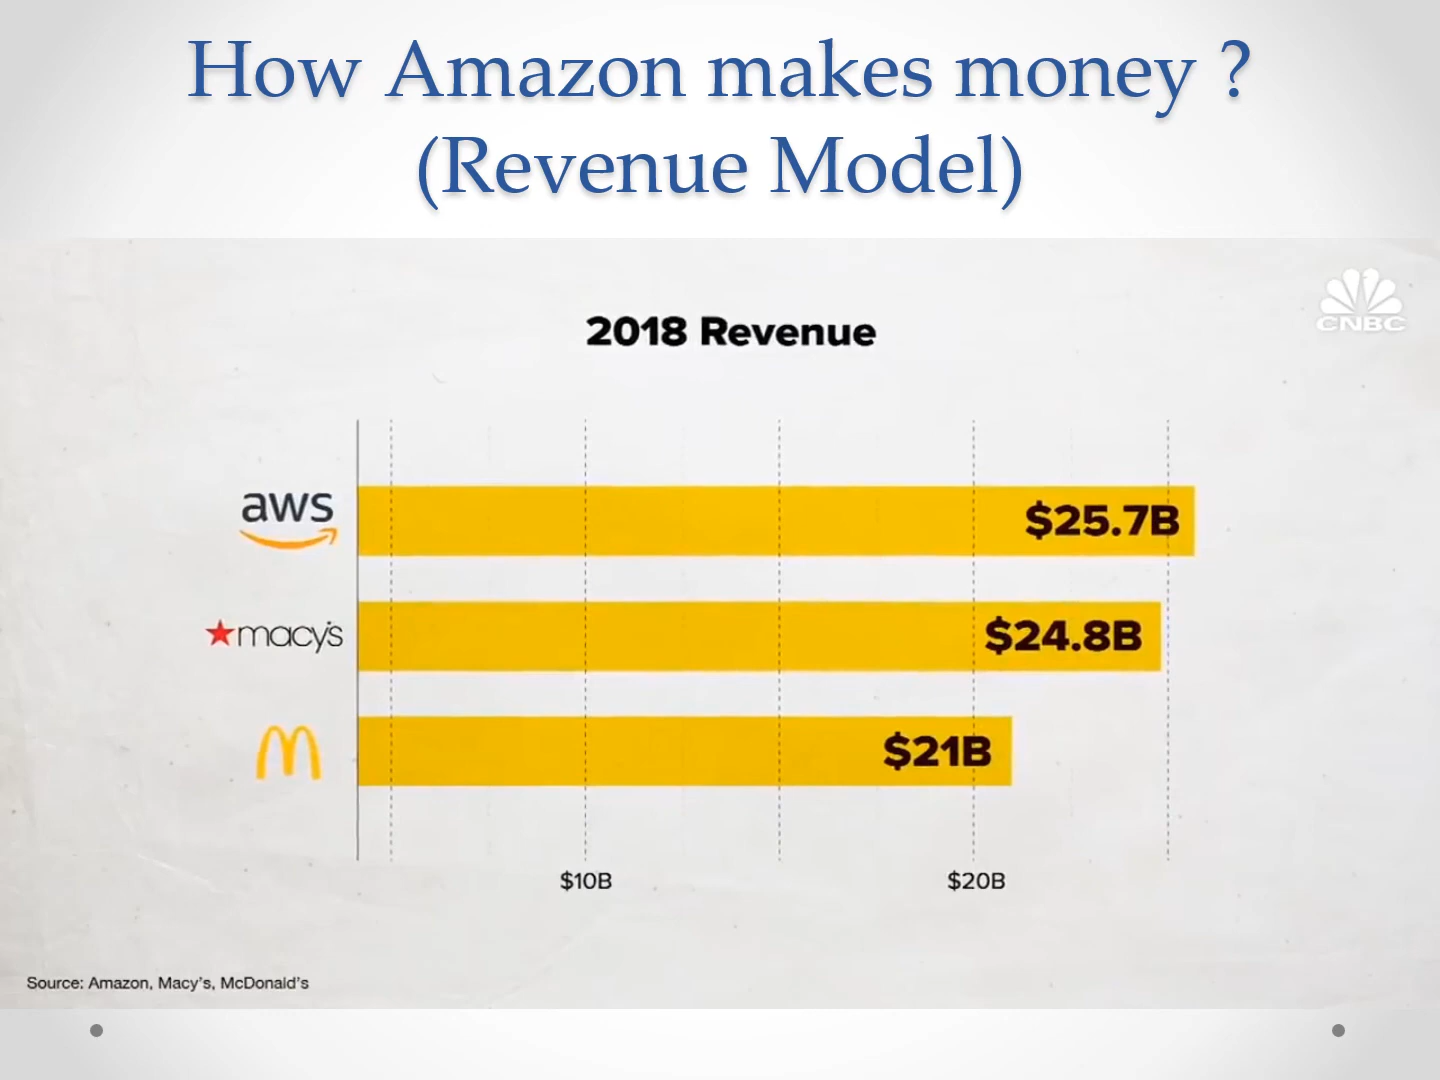 How Amazon makes money ?
(Revenue Model)
CNBC
2018 Revenue
aws
$25.7B
macy's
$24.8B
$21B
$10B
$20B
Source: Amazon, Macy's, McDonald's